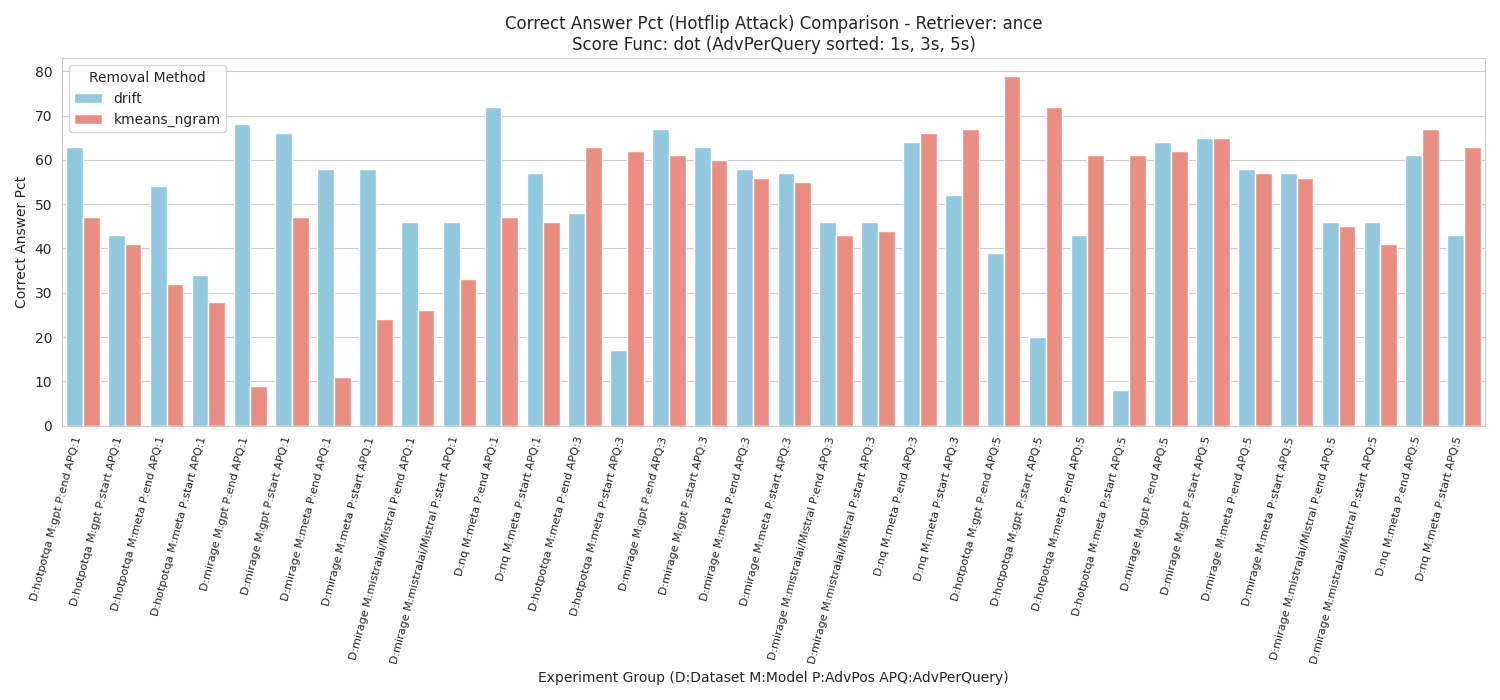 Correct Answer Pct (Hotflip Attack) Comparison - Retriever: ance
Score Func: dot (AdvPerQuery sorted: 1s, 3s, 5s)
Removal Method
drift
kmeans_ngram
Correct Answer Pct
80
70
60
50
40
30
20
10
0
D:hotpotqa M:gpt P:end APQ:1
D:hotpotqa M:gpt P:start APQ:1
D:hotpotqa M:meta P:end APQ:1
D:hotpotqa M:meta P:start APQ:1
D:mirage M:gpt P:end APQ:1
D:mirage M:gpt P:start APQ:1
D:mirage M:meta P:end APQ:1
D:mirage M:meta P:start APQ:1
D:mirage M:mistralai/Mistral P:end APQ:1
D:mirage M:mistralai/Mistral P:start APQ:1
D:nq M:meta P:end APQ:1
D:nq M:meta P:start APQ:1
D:hotpotqa M:meta P:end APQ:3
D:hotpotqa M:meta P:start APQ:3
D:mirage M:gpt P:end APQ:3
D:mirage M:gpt P:start APQ:3
D:mirage M:meta P:end APQ:3
D:mirage M:meta P:start APQ:3
D:mirage M:mistralai/Mistral P:end APQ:3
D:mirage M:mistralai/Mistral P:start APQ:3
D:nq M:meta P:end APQ:3
D:nq M:meta P:start APQ:3
D:hotpotqa M:gpt P:end APQ:5
D:hotpotqa M:gpt P:start APQ:5
D:hotpotqa M:meta P:end APQ:5
D:hotpotqa M:meta P:start APQ:5
D:mirage M:gpt P:end APQ:5
D:mirage M:gpt P:start APQ:5
D:mirage M:meta P:end APQ:5
D:mirage M:meta P:start APQ:5
D:mirage M:mistralai/Mistral P:end APQ:5
D:mirage M:mistralai/Mistral P:start APQ:5
D:nq M:meta P:end APQ:5
D:nq M:meta P:start APQ:5
Experiment Group (D:Dataset M:Model P:AdvPos APQ:AdvPerQuery)